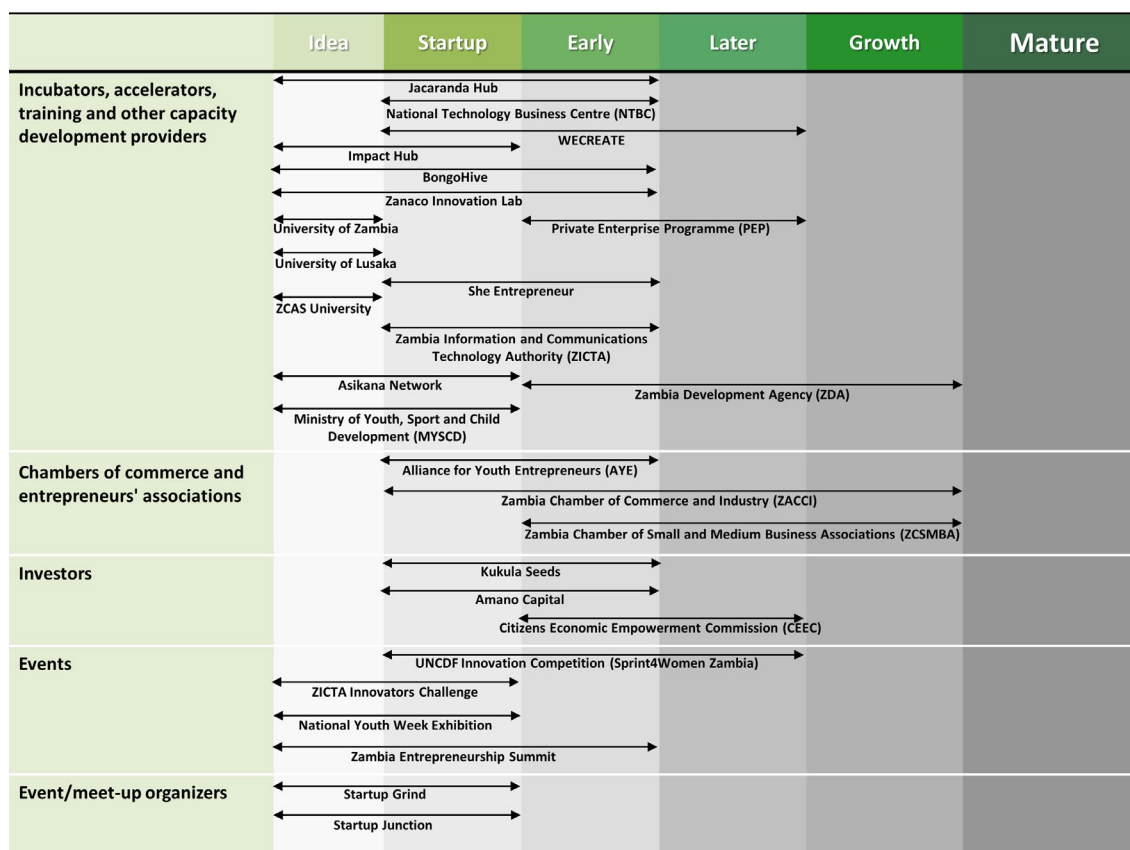 Idea Startup Early Later Growth Mature
Incubators, accelerators,
training and other capacity
development providers
Jacaranda Hub
National Technology Business Centre (NTBC)
WECREATE
Impact Hub
BongoHive
Zanaco Innovation Lab
University of Zambia
Private Enterprise Programme (PEP)
University of Lusaka
She Entrepreneur
ZCAS University
Zambia Information and Communications
Technology Authority (ZICTA)
Asikana Network
Zambia Development Agency (ZDA)
Ministry of Youth, Sport and Child
Development (MYSCD)
Chambers of commerce and
entrepreneurs' associations
Alliance for Youth Entrepreneurs (AYE)
Zambia Chamber of Commerce and Industry (ZACCI)
Zambia Chamber of Small and Medium Business Associations (ZCSMBA)
Investors
Kukula Seeds
Amano Capital
Citizens Economic Empowerment Commission (CEEC)
Events
UNCDF Innovation Competition (Sprint4Women Zambia)
ZICTA Innovators Challenge
National Youth Week Exhibition
Zambia Entrepreneurship Summit
Event/meet-up organizers
Startup Grind
Startup Junction